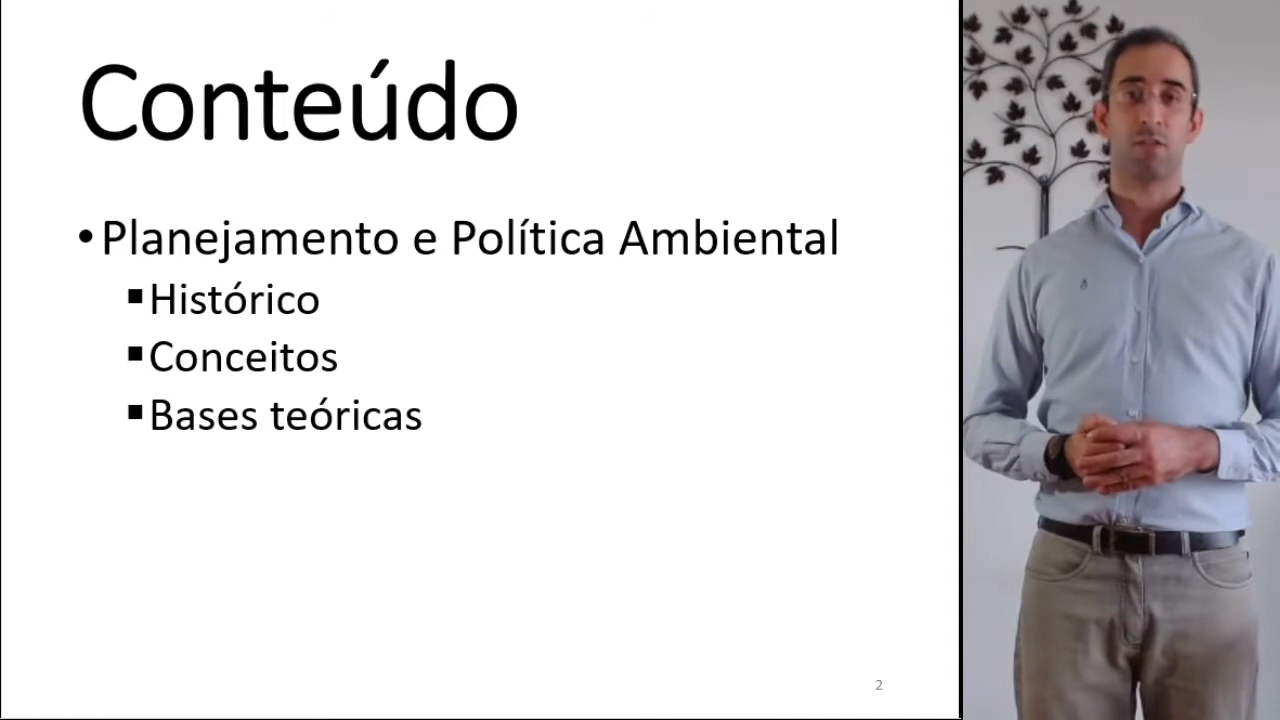 Conteúdo
•Planejamento e Política Ambiental
▪Histórico
▪Conceitos
▪Bases teóricas
2